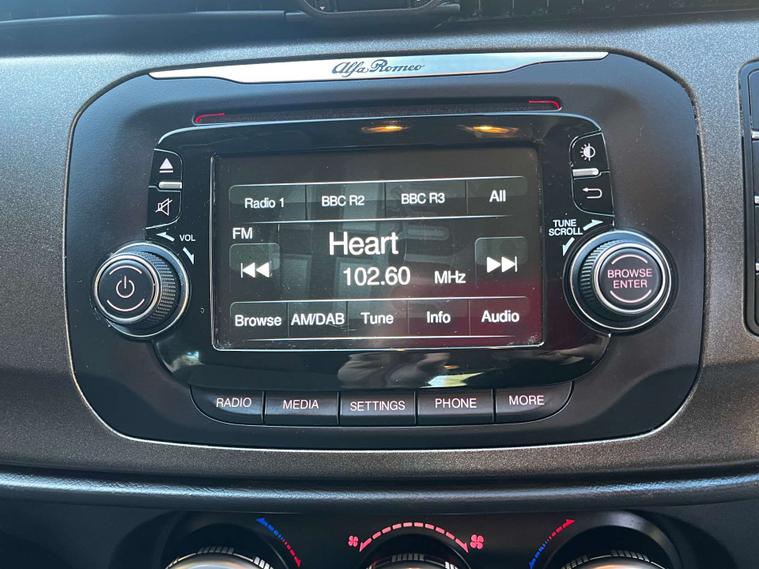 Alfa Romeo
Radio 1 BBC R2 BBC R3 All
FM
Heart
102.60 MHz
Browse AM/DAB Tune Info Audio
VOL
TUNE
SCROLL
BROWSE
ENTER
RADIO MEDIA SETTINGS PHONE MORE